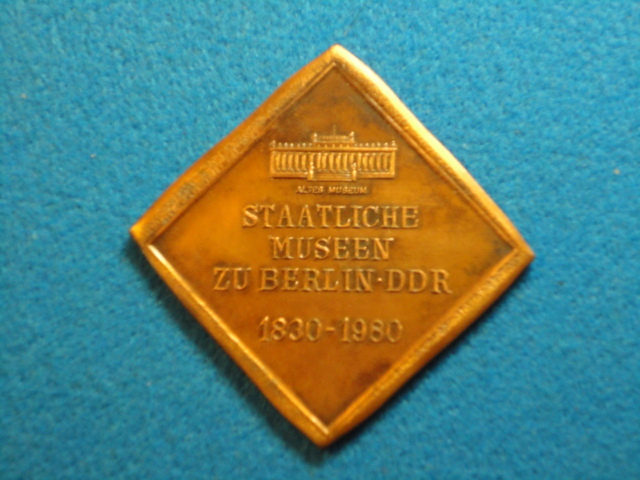 ALTES MUSEUM
STAATLICHE
MUSEEN
ZU BERLIN·DDR
1830-1980